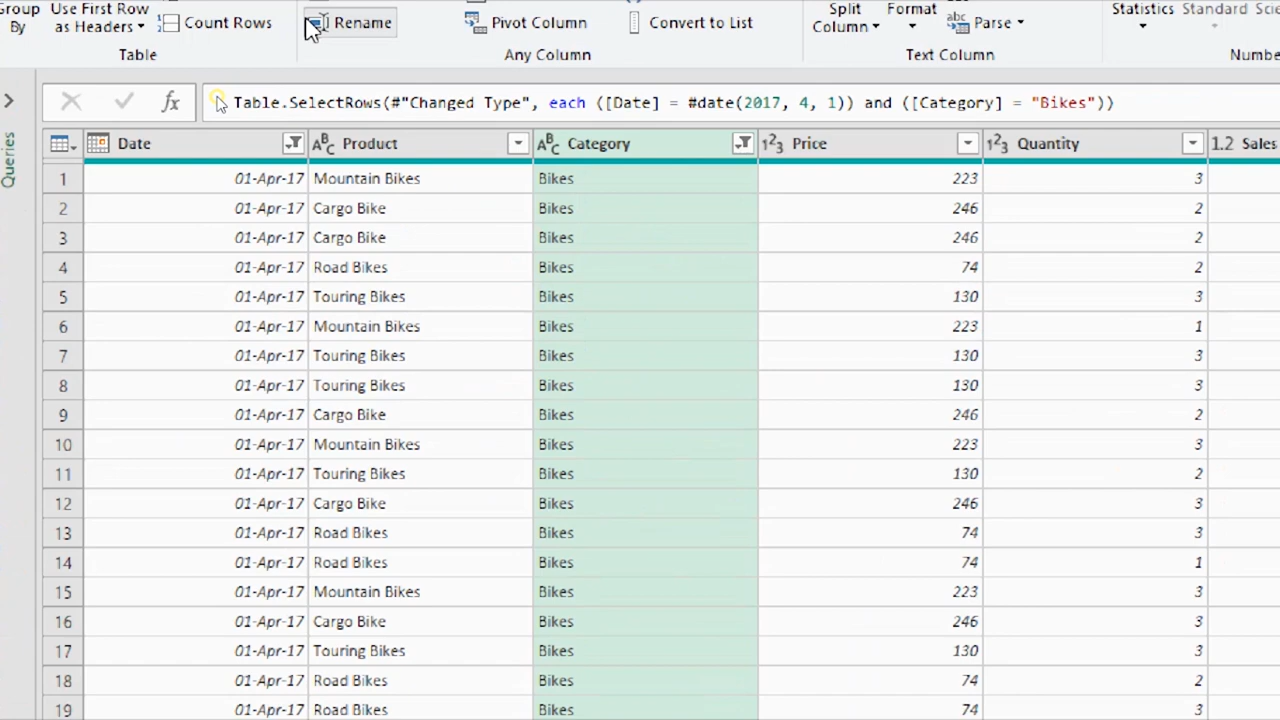 Group By
Use First Row as Headers
Count Rows
Rename
Pivot Column
Convert to List
Split Column
Format
Parse
Statistics
Standard
Table
Any Column
Text Column
Queries
fx
Table.SelectRows(#"Changed Type", each ([Date] = #date(2017, 4, 1)) and ([Category] = "Bikes"))
Date ABC Product ABC Category 123 Price 123 Quantity 1.2 Sales
1 01-Apr-17 Mountain Bikes Bikes 223 3
2 01-Apr-17 Cargo Bike Bikes 246 2
3 01-Apr-17 Cargo Bike Bikes 246 2
4 01-Apr-17 Road Bikes Bikes 74 2
5 01-Apr-17 Touring Bikes Bikes 130 3
6 01-Apr-17 Mountain Bikes Bikes 223 1
7 01-Apr-17 Touring Bikes Bikes 130 3
8 01-Apr-17 Touring Bikes Bikes 130 3
9 01-Apr-17 Cargo Bike Bikes 246 2
10 01-Apr-17 Mountain Bikes Bikes 223 3
11 01-Apr-17 Touring Bikes Bikes 130 2
12 01-Apr-17 Cargo Bike Bikes 246 3
13 01-Apr-17 Road Bikes Bikes 74 3
14 01-Apr-17 Road Bikes Bikes 74 1
15 01-Apr-17 Mountain Bikes Bikes 223 3
16 01-Apr-17 Cargo Bike Bikes 246 3
17 01-Apr-17 Touring Bikes Bikes 130 3
18 01-Apr-17 Road Bikes Bikes 74 2
19 01-Apr-17 Road Bikes Bikes 74 3